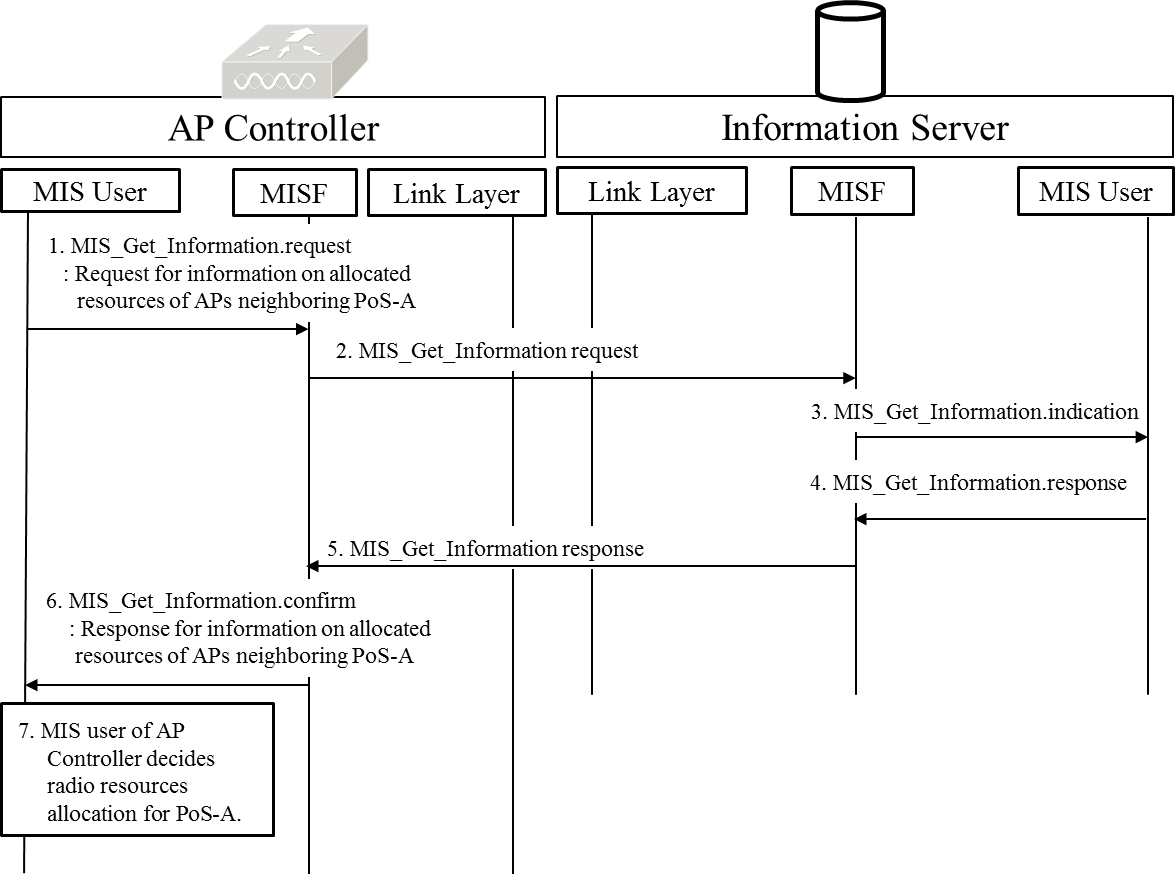 AP Controller
Information Server
MIS User
MISF
Link Layer
Link Layer
MISF
MIS User
1. MIS_Get_Information.request
: Request for information on allocated
resources of APs neighboring PoS-A
2. MIS_Get_Information request
3. MIS_Get_Information.indication
4. MIS_Get_Information.response
5. MIS_Get_Information response
6. MIS_Get_Information.confirm
: Response for information on allocated
resources of APs neighboring PoS-A
7. MIS user of AP
Controller decides
radio resources
allocation for PoS-A.